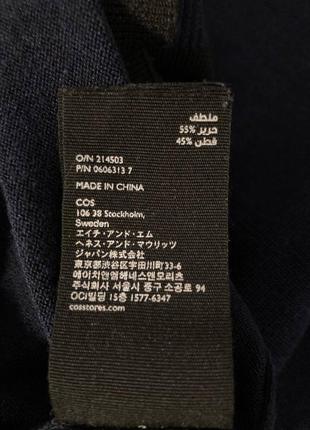 ملطف
55% حرير
45% قطن
O/N 214503
P/N 0606313 7
MADE IN CHINA
COS
106 38 Stockholm,
Sweden
エイチ・アンド・エム
ヘネス・アンド・マウリッツ
ジャパン株式会社
東京都渋谷区宇田川町33-6
에이치앤엠헤네스앤모리츠
주식회사 서울시 중구 소공로 94
OCI빌딩 15층 1577-6347
cosstores.com